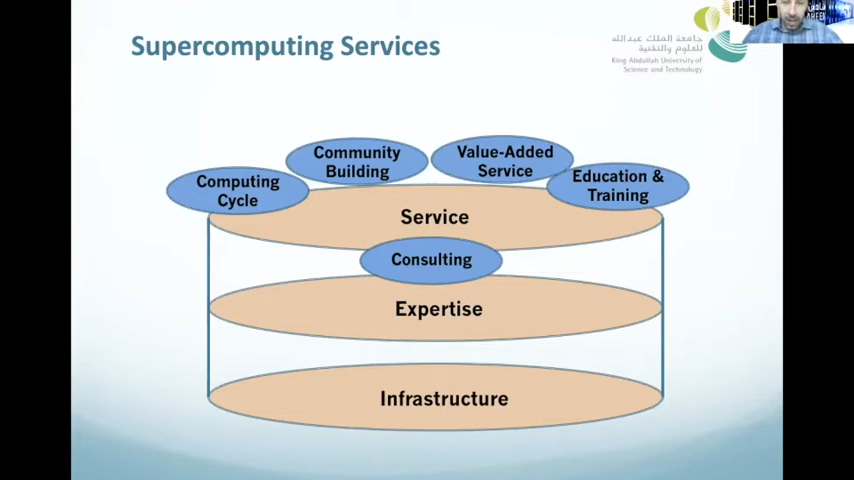 Supercomputing Services
جامعة الملك عبدالله
للعلوم والتقنية
King Abdullah University of
Science and Technology
Community
Building
Value-Added
Service
Computing
Cycle
Education &
Training
Service
Consulting
Expertise
Infrastructure